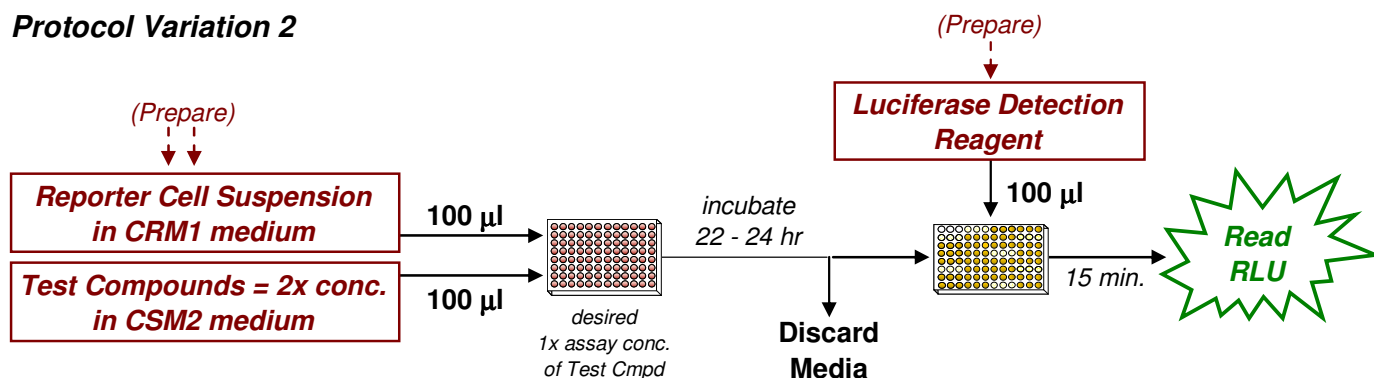 Protocol Variation 2
(Prepare)
Reporter Cell Suspension
in CRM1 medium
100 μl
Test Compounds = 2x conc.
in CSM2 medium
100 μl
desired
1x assay conc.
of Test Cmpd
incubate
22 - 24 hr
Discard
Media
(Prepare)
Luciferase Detection
Reagent
100 μl
15 min.
Read
RLU